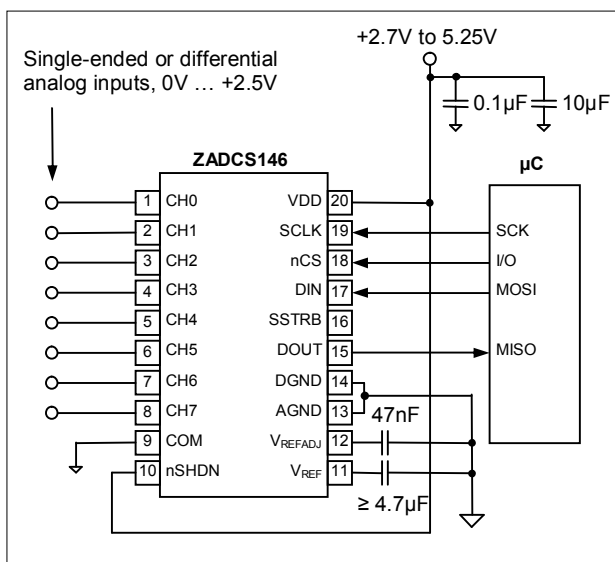 +2.7V to 5.25V
Single-ended or differential
analog inputs, 0V … +2.5V
0.1µF
10µF
ZADCS146
µC
1 CH0 VDD 20
2 CH1 SCLK 19 SCK
3 CH2 nCS 18 I/O
4 CH3 DIN 17 MOSI
5 CH4 SSTRB 16
6 CH5 DOUT 15 MISO
7 CH6 DGND 14
8 CH7 AGND 13 47nF
9 COM VREFADJ 12
10 nSHDN VREF 11
≥ 4.7µF